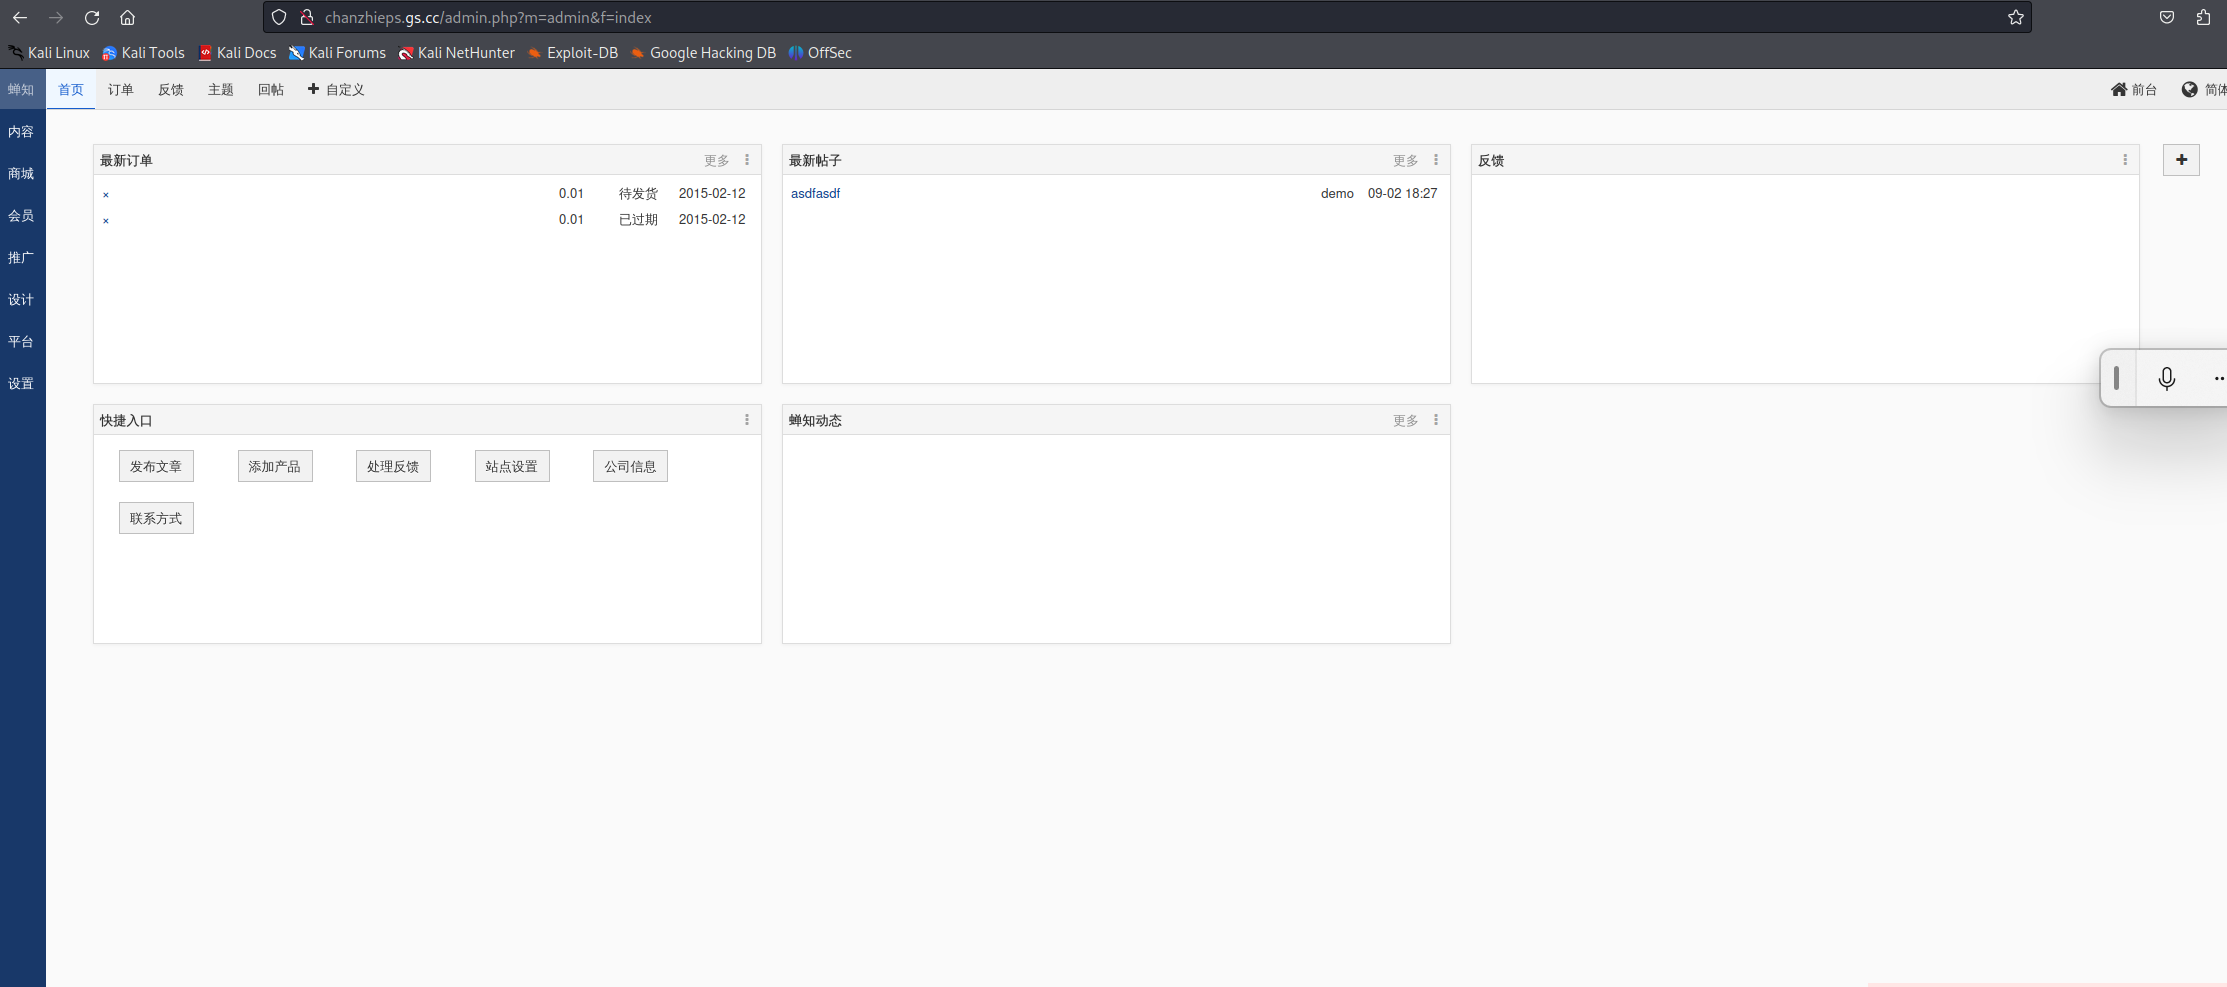 chanzhieps.gs.cc/admin.php?m=admin&f=index
Kali Linux Kali Tools Kali Docs Kali Forums Kali NetHunter Exploit-DB Google Hacking DB OffSec
蝉知 首页 订单 反馈 主题 回帖 自定义 前台 简体
内容
商城
会员
推广
设计
平台
设置
最新订单 更多
× 0.01 待发货 2015-02-12
× 0.01 已过期 2015-02-12
最新帖子 更多
asdfasdf demo 09-02 18:27
反馈
快捷入口
发布文章 添加产品 处理反馈 站点设置 公司信息
联系方式
蝉知动态 更多